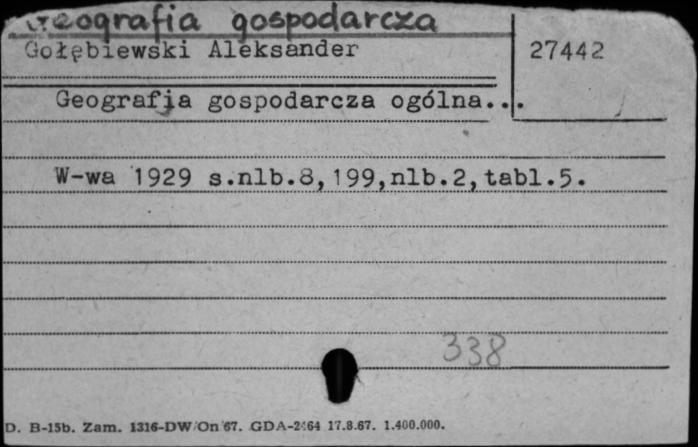 Geografia gospodarcza
Gołębiewski Aleksander 27442
Geografia gospodarcza ogólna...
W-wa 1929 s.nlb.8,199,nlb.2,tabl.5.
338
D. B-15b. Zam. 1316-DW/On 67. GDA-2464 17.8.67. 1.400.000.